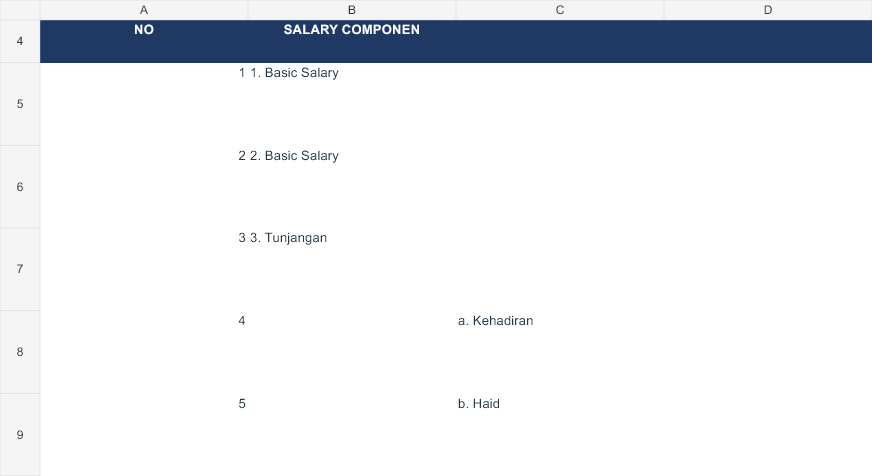 A B C D
4 NO SALARY COMPONEN
5 1 1. Basic Salary
6 2 2. Basic Salary
7 3 3. Tunjangan
8 4 a. Kehadiran
9 5 b. Haid